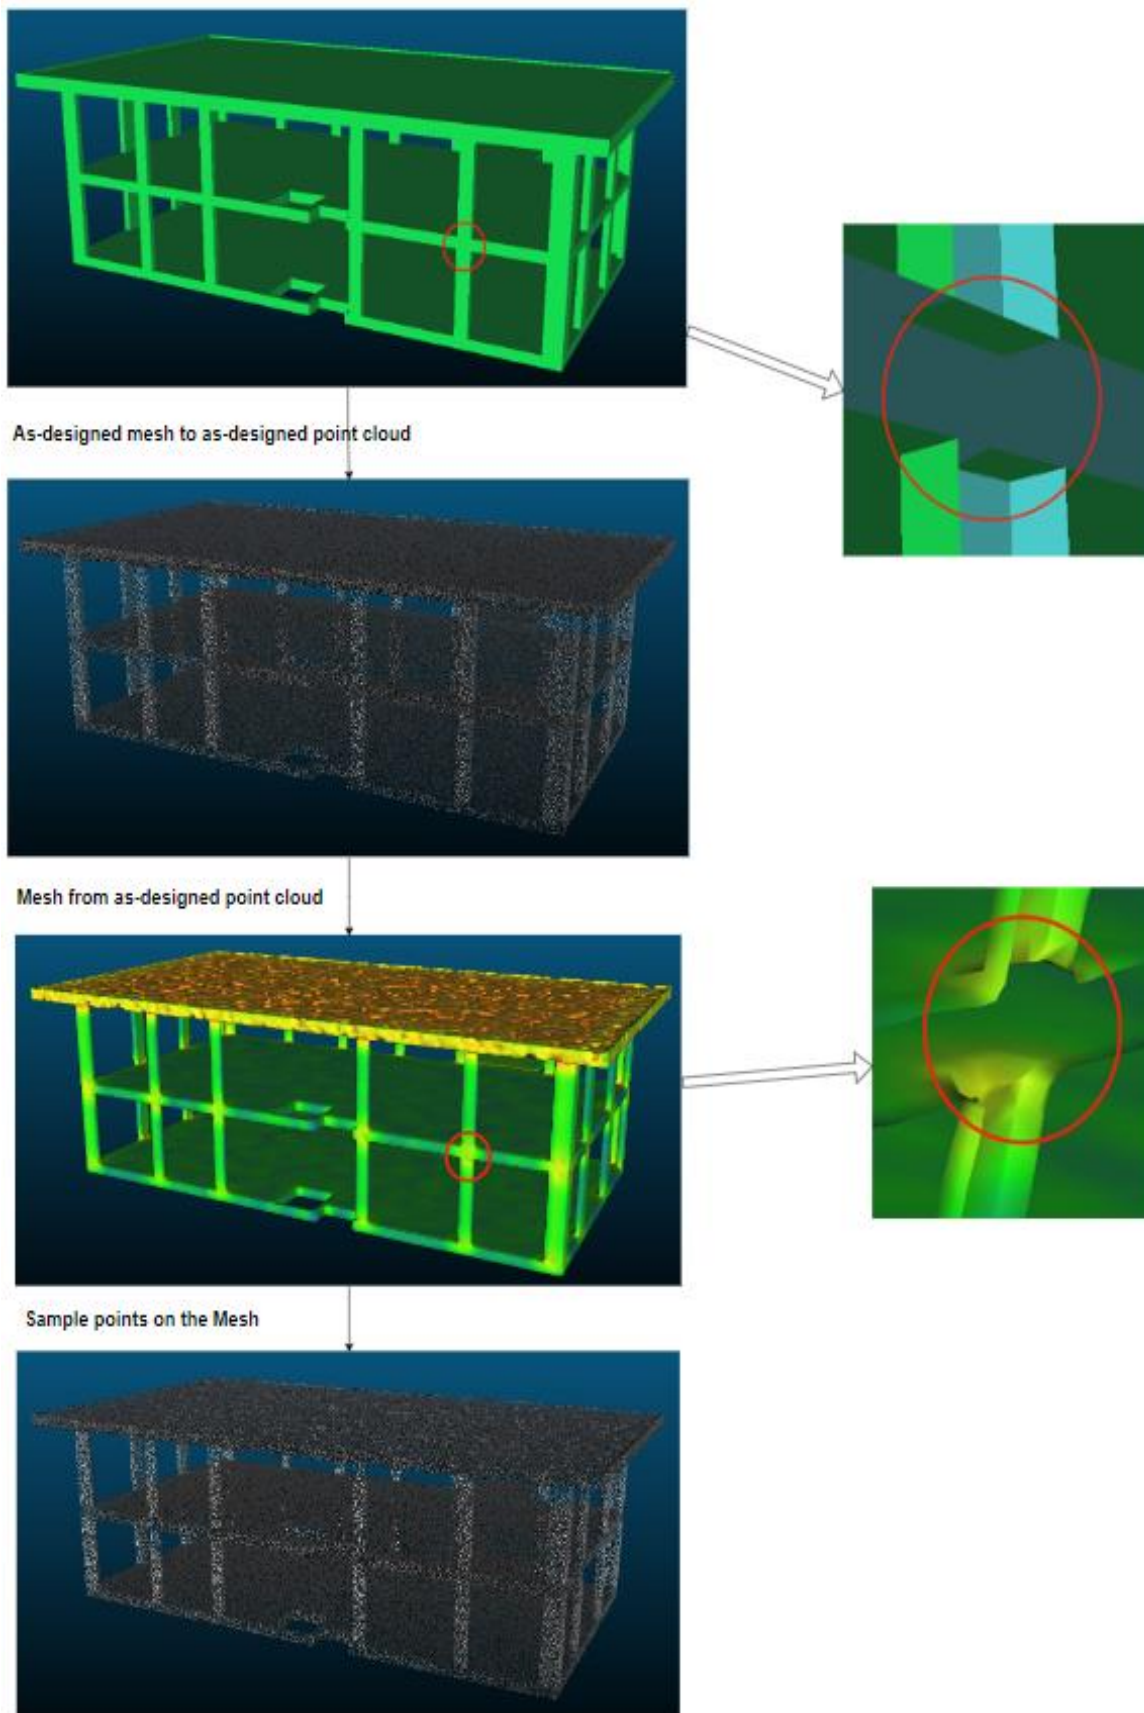 As-designed mesh to as-designed point cloud
Mesh from as-designed point cloud
Sample points on the Mesh